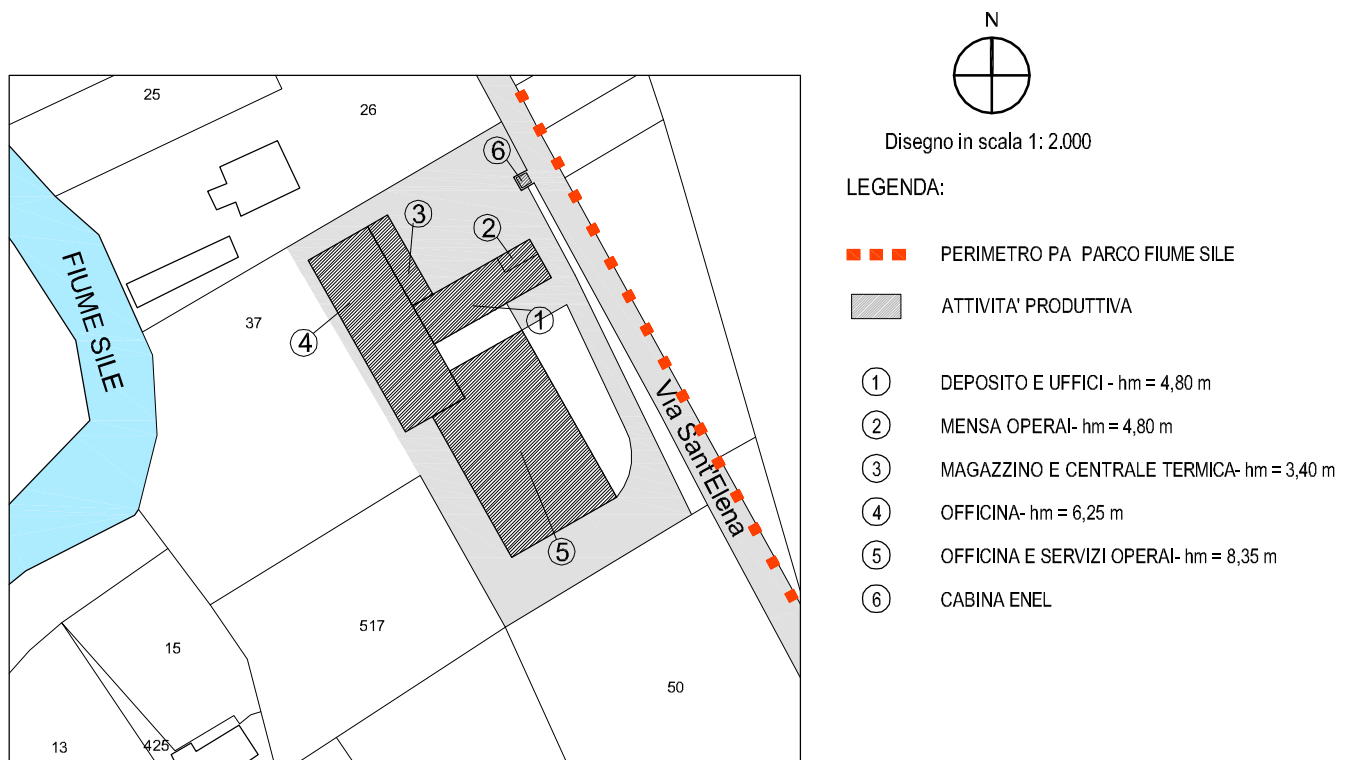 25
26
6
3
2
FIUME SILE
37
4
1
Via Sant'Elena
5
517
15
50
13
425
N
Disegno in scala 1: 2.000
LEGENDA:
PERIMETRO PA PARCO FIUME SILE
ATTIVITA' PRODUTTIVA
1 DEPOSITO E UFFICI - hm = 4,80 m
2 MENSA OPERAI- hm = 4,80 m
3 MAGAZZINO E CENTRALE TERMICA- hm = 3,40 m
4 OFFICINA- hm = 6,25 m
5 OFFICINA E SERVIZI OPERAI- hm = 8,35 m
6 CABINA ENEL